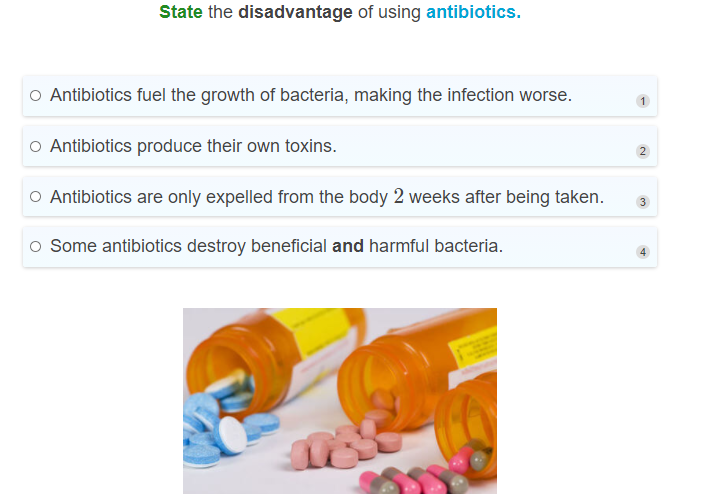 State the disadvantage of using antibiotics.
Antibiotics fuel the growth of bacteria, making the infection worse.
1
Antibiotics produce their own toxins.
2
Antibiotics are only expelled from the body 2 weeks after being taken.
3
Some antibiotics destroy beneficial and harmful bacteria.
4